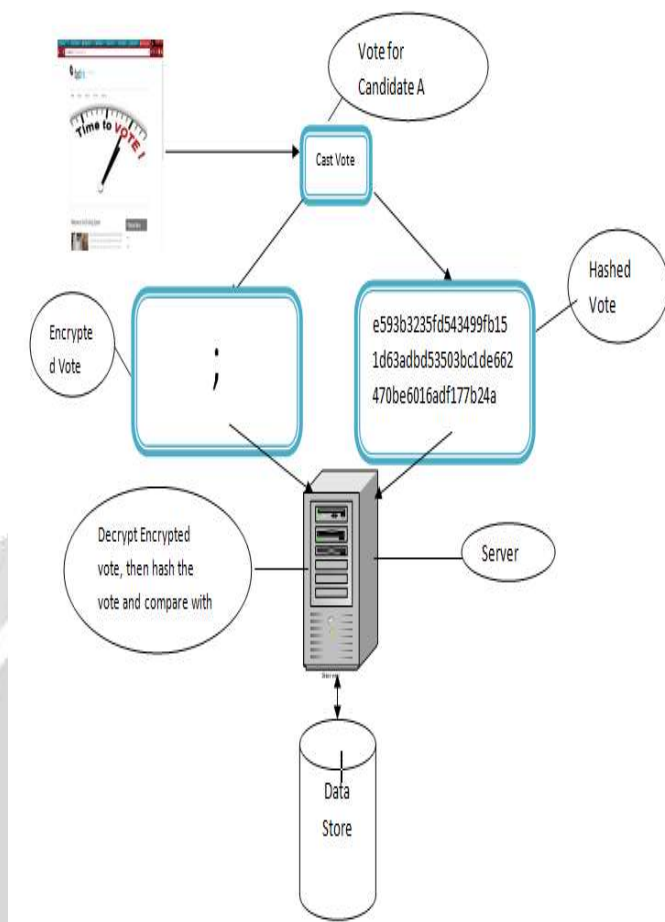 Time to VOTE !
Vote for
Candidate A
Cast Vote
Encrypte
d Vote
;
e593b3235fd543499fb15
1d63adbd53503bc1de662
470be6016adf177b24a
Hashed
Vote
Decrypt Encrypted
vote, then hash the
vote and compare with
Server
Server
Data
Store